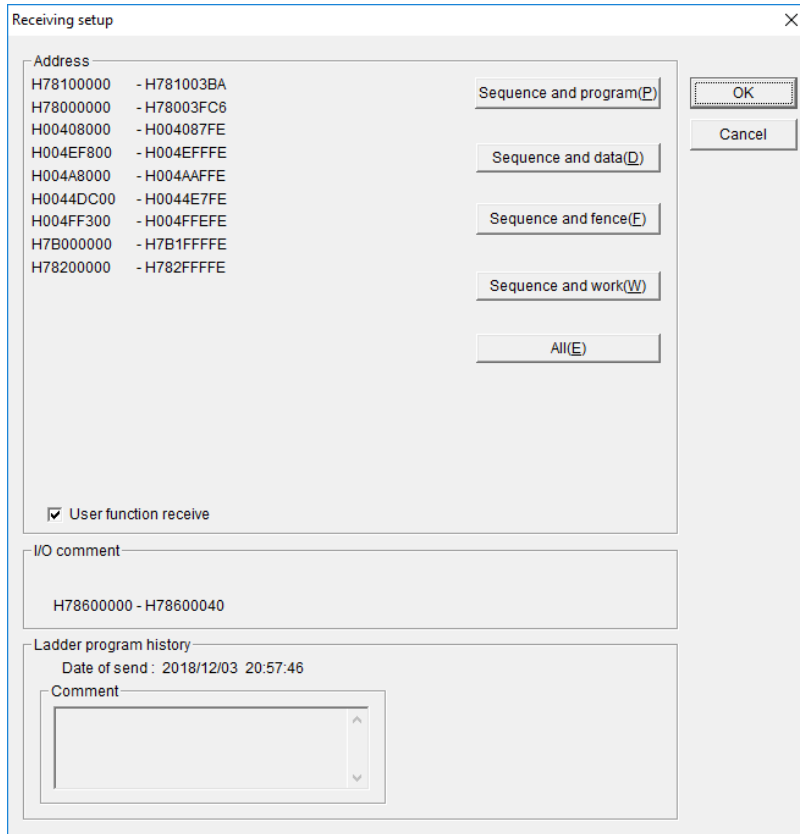 Receiving setup
Address
H78100000 - H781003BA
H78000000 - H78003FC6
H00408000 - H004087FE
H004EF800 - H004EFFFE
H004A8000 - H004AAFFE
H0044DC00 - H0044E7FE
H004FF300 - H004FFEFE
H7B000000 - H7B1FFFFE
H78200000 - H782FFFFE
Sequence and program(P)
Sequence and data(D)
Sequence and fence(F)
Sequence and work(W)
All(E)
OK
Cancel
User function receive
I/O comment
H78600000 - H78600040
Ladder program history
Date of send : 2018/12/03 20:57:46
Comment